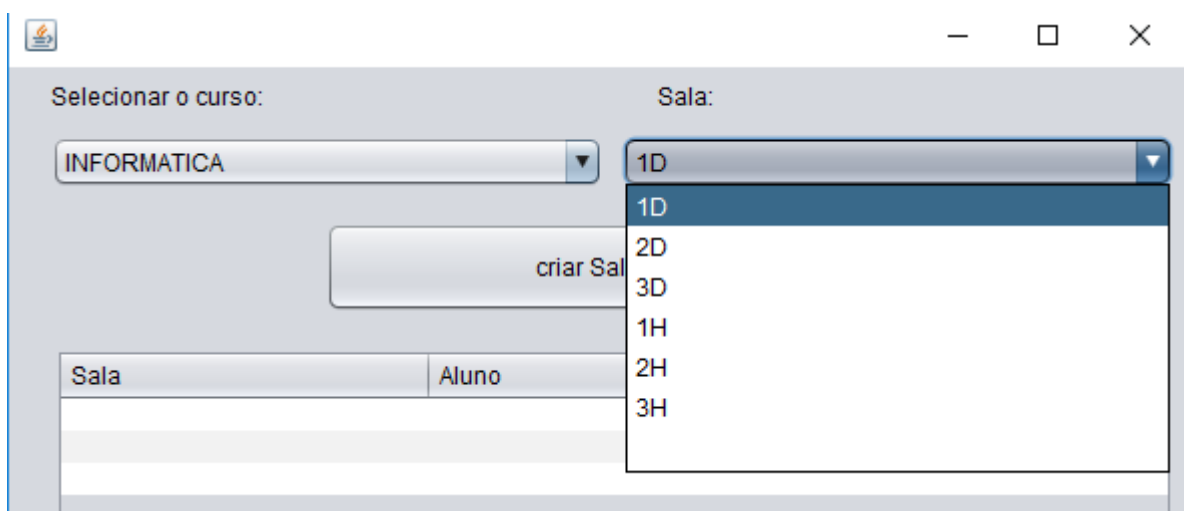 Selecionar o curso:
Sala:
INFORMATICA
1D
1D
2D
3D
1H
2H
3H
criar Sal
Sala
Aluno